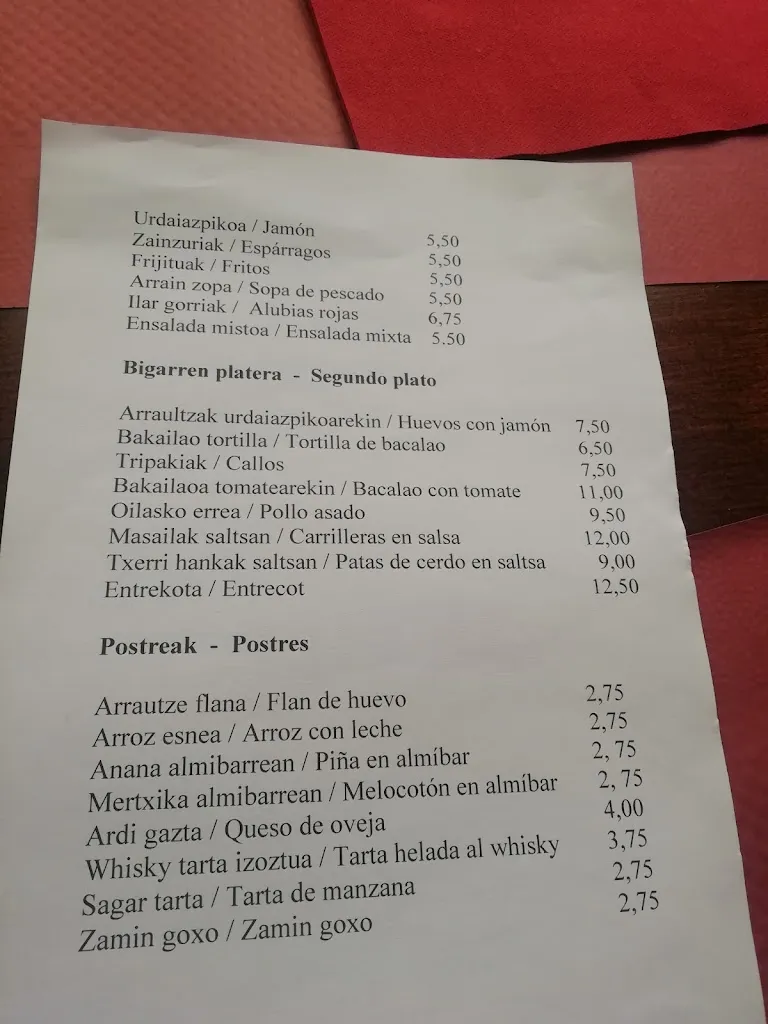 Urdaiazpikoa / Jamón 5,50
Zainzuriak / Espárragos 5,50
Frijituak / Fritos 5,50
Arrain zopa / Sopa de pescado 5,50
Ilar gorriak / Alubias rojas 6,75
Ensalada mistoa / Ensalada mixta 5.50
Bigarren platera - Segundo plato
Arraultzak urdaiazpikoarekin / Huevos con jamón 7,50
Bakailao tortilla / Tortilla de bacalao 6,50
Tripakiak / Callos 7,50
Bakailaoa tomatearekin / Bacalao con tomate 11,00
Oilasko errea / Pollo asado 9,50
Masailak saltsan / Carrilleras en salsa 12,00
Txerri hankak saltsan / Patas de cerdo en saltsa 9,00
Entrekota / Entrecot 12,50
Postreak - Postres
Arrautze flana / Flan de huevo 2,75
Arroz esnea / Arroz con leche 2,75
Anana almibarrean / Piña en almíbar 2, 75
Mertxika almibarrean / Melocotón en almíbar 2, 75
Ardi gazta / Queso de oveja 4,00
Whisky tarta izoztua / Tarta helada al whisky 3,75
Sagar tarta / Tarta de manzana 2,75
Zamin goxo / Zamin goxo 2,75